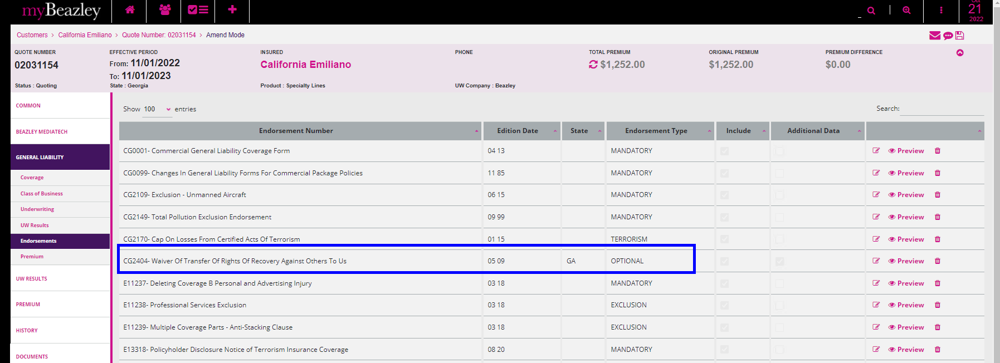 myBeazley
21
2022
Customers > California Emiliano > Quote Number: 02031154 > Amend Mode
QUOTE NUMBER EFFECTIVE PERIOD INSURED PHONE TOTAL PREMIUM ORIGINAL PREMIUM PREMIUM DIFFERENCE
02031154 From: 11/01/2022 California Emiliano $1,252.00 $1,252.00 $0.00
To: 11/01/2023
Status : Quoting State : Georgia Product : Specialty Lines UW Company : Beazley
COMMON
BEAZLEY MEDIATECH
GENERAL LIABILITY
Coverage
Class of Business
Underwriting
UW Results
Endorsements
Premium
UW RESULTS
PREMIUM
HISTORY
DOCUMENTS
Show 100 entries Search:
Endorsement Number Edition Date State Endorsement Type Include Additional Data
CG0001- Commercial General Liability Coverage Form 04 13 MANDATORY Preview
CG0099- Changes In General Liability Forms For Commercial Package Policies 11 85 MANDATORY Preview
CG2109- Exclusion - Unmanned Aircraft 06 15 MANDATORY Preview
CG2149- Total Pollution Exclusion Endorsement 09 99 MANDATORY Preview
CG2170- Cap On Losses From Certified Acts Of Terrorism 01 15 TERRORISM Preview
CG2404- Waiver Of Transfer Of Rights Of Recovery Against Others To Us 05 09 GA OPTIONAL Preview
E11237- Deleting Coverage B Personal and Advertising Injury 03 18 MANDATORY Preview
E11238- Professional Services Exclusion 03 18 EXCLUSION Preview
E11239- Multiple Coverage Parts - Anti-Stacking Clause 03 18 EXCLUSION Preview
E13318- Policyholder Disclosure Notice of Terrorism Insurance Coverage 08 20 MANDATORY Preview